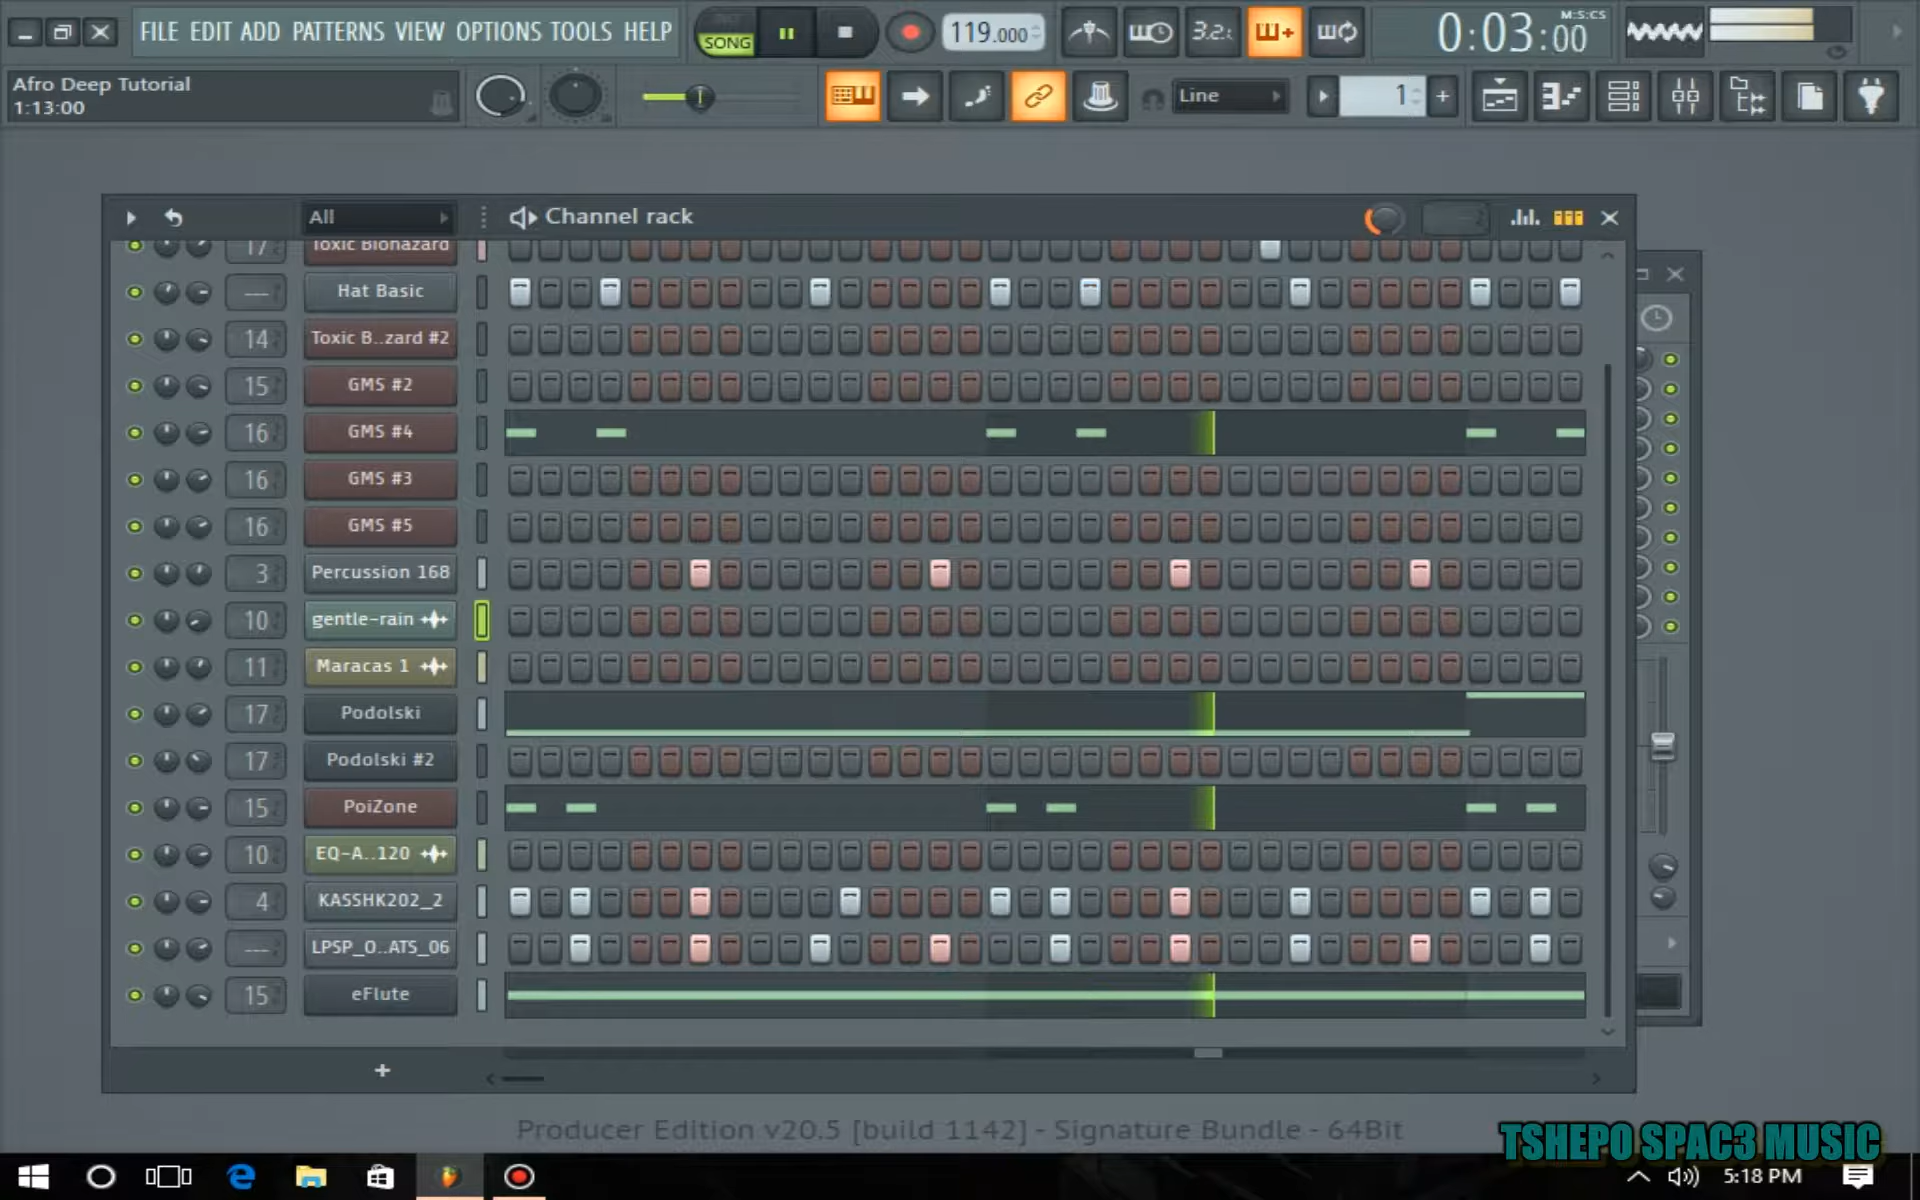 FILE EDIT ADD PATTERNS VIEW OPTIONS TOOLS HELP
SONG
119.000
3.2.
M:S:CS
0:03:00
Afro Deep Tutorial
1:13:00
Line
1
+
All
Channel rack
17 Toxic Biohazard
--- Hat Basic
14 Toxic B..zard #2
15 GMS #2
16 GMS #4
16 GMS #3
16 GMS #5
3 Percussion 168
10 gentle-rain
11 Maracas 1
17 Podolski
17 Podolski #2
15 PoiZone
10 EQ-A..120
4 KASSHK202_2
--- LPSP_O..ATS_06
15 eFlute
+
Producer Edition v20.5 [build 1142] - Signature Bundle - 64Bit
TSHEPO SPAC3 MUSIC
5:18 PM